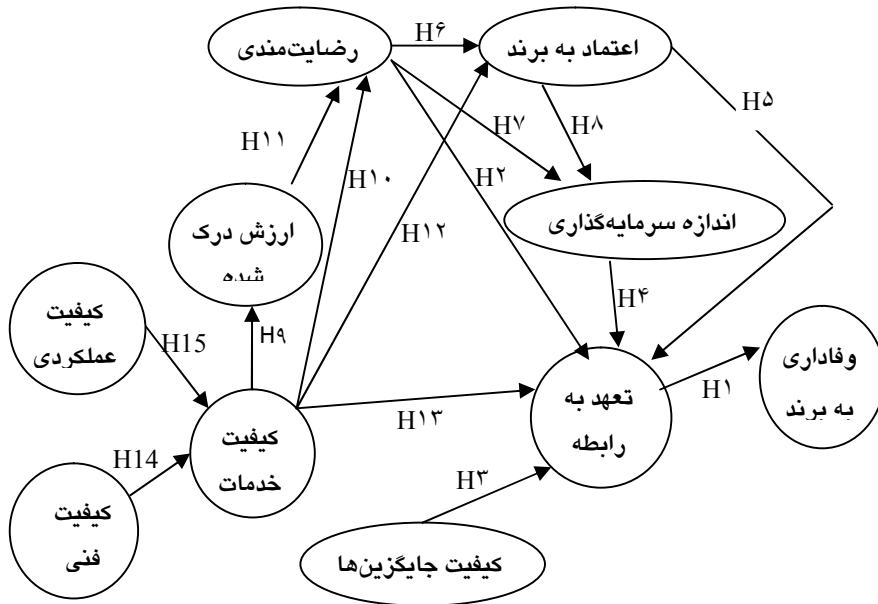 رضایت‌مندی
H۶
اعتماد به برند
H۵
H۱۱
H۱۰
H۷
H۸
H۲
H۱۲
ارزش درک
شده
اندازه سرمایه‌گذاری
H۴
کیفیت
عملکردی
H15
H۹
وفاداری
به برند
H۱
تعهد به
رابطه
H۱۳
کیفیت
خدمات
H14
کیفیت
فنی
H۳
کیفیت جایگزین‌ها